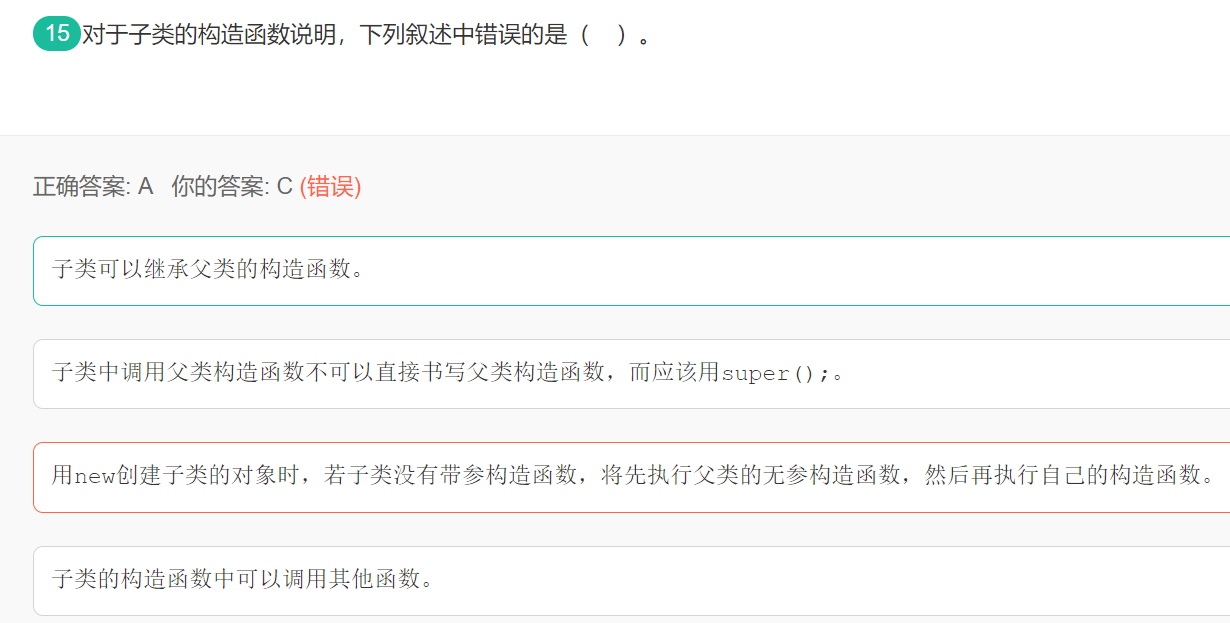 15 对于子类的构造函数说明，下列叙述中错误的是（ ）。
正确答案: A 你的答案: C (错误)
子类可以继承父类的构造函数。
子类中调用父类构造函数不可以直接书写父类构造函数，而应该用super();。
用new创建子类的对象时，若子类没有带参构造函数，将先执行父类的无参构造函数，然后再执行自己的构造函数。
子类的构造函数中可以调用其他函数。